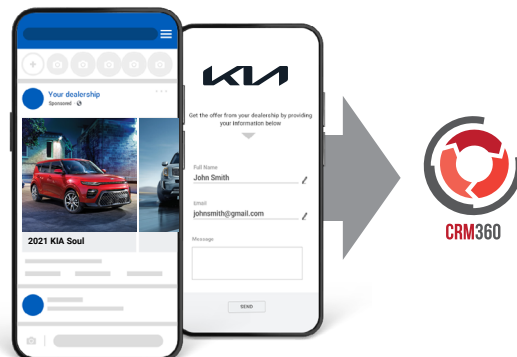 Your dealership
Sponsored
2021 KIA Soul
KIA
Get the offer from your dealership by providing
your information below
Full Name
John Smith
Email
johnsmith@gmail.com
Message
SEND
CRM360